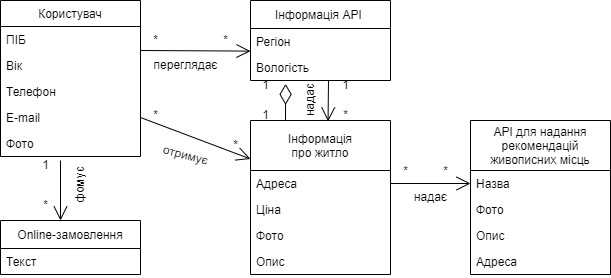 Користувач
ПІБ
Вік
Телефон
E-mail
Фото
* *
переглядає
Інформація API
Регіон
Вологість
1 1
надає
1 *
* *
отримує
Інформація
про житло
Адреса
Ціна
Фото
Опис
* *
надає
API для надання
рекомендацій
живописних місць
Назва
Фото
Опис
Адреса
1
фомує
*
Online-замовлення
Текст